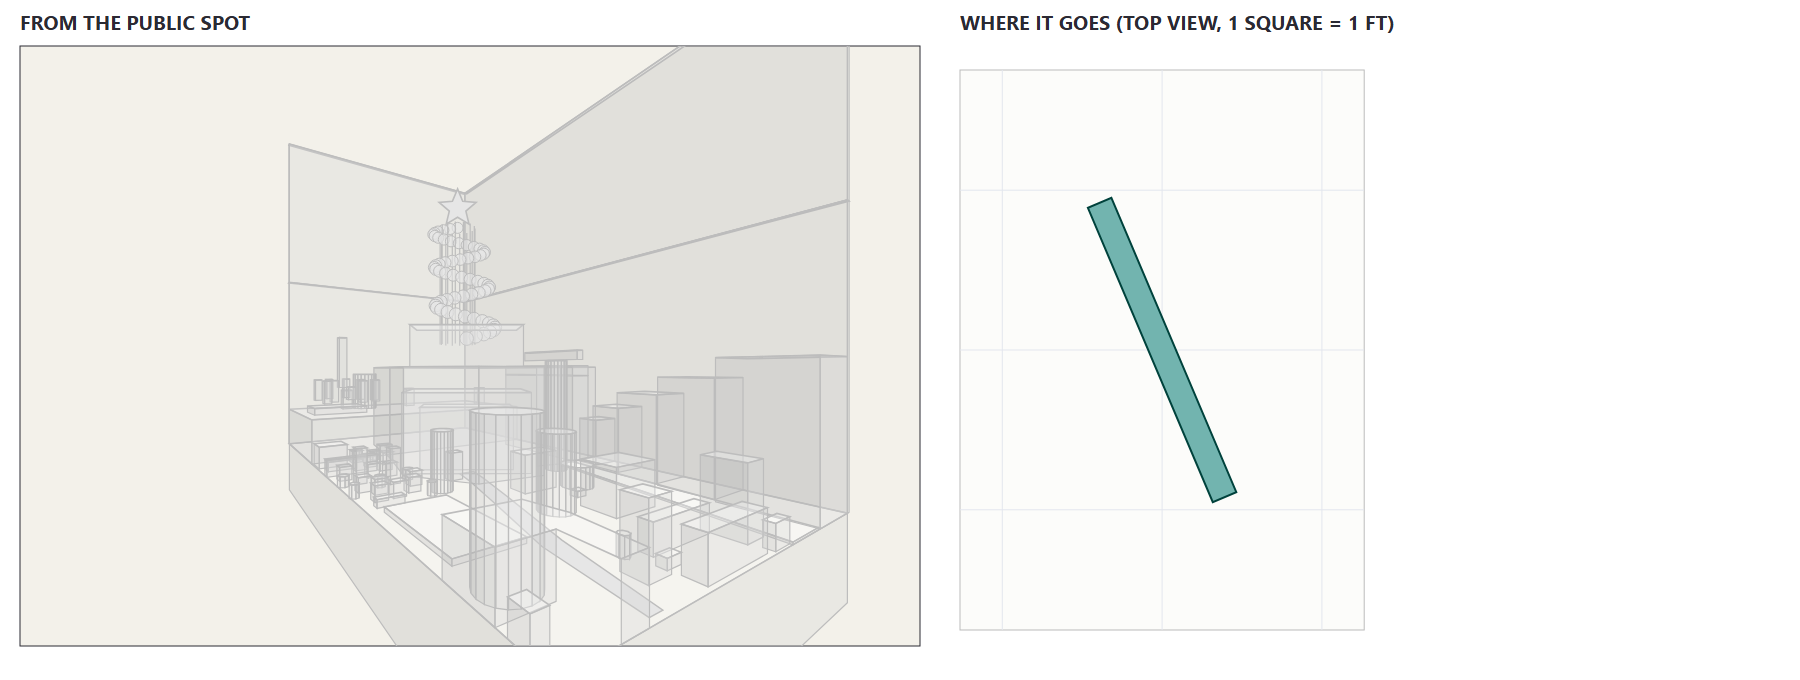 FROM THE PUBLIC SPOT
WHERE IT GOES (TOP VIEW, 1 SQUARE = 1 FT)